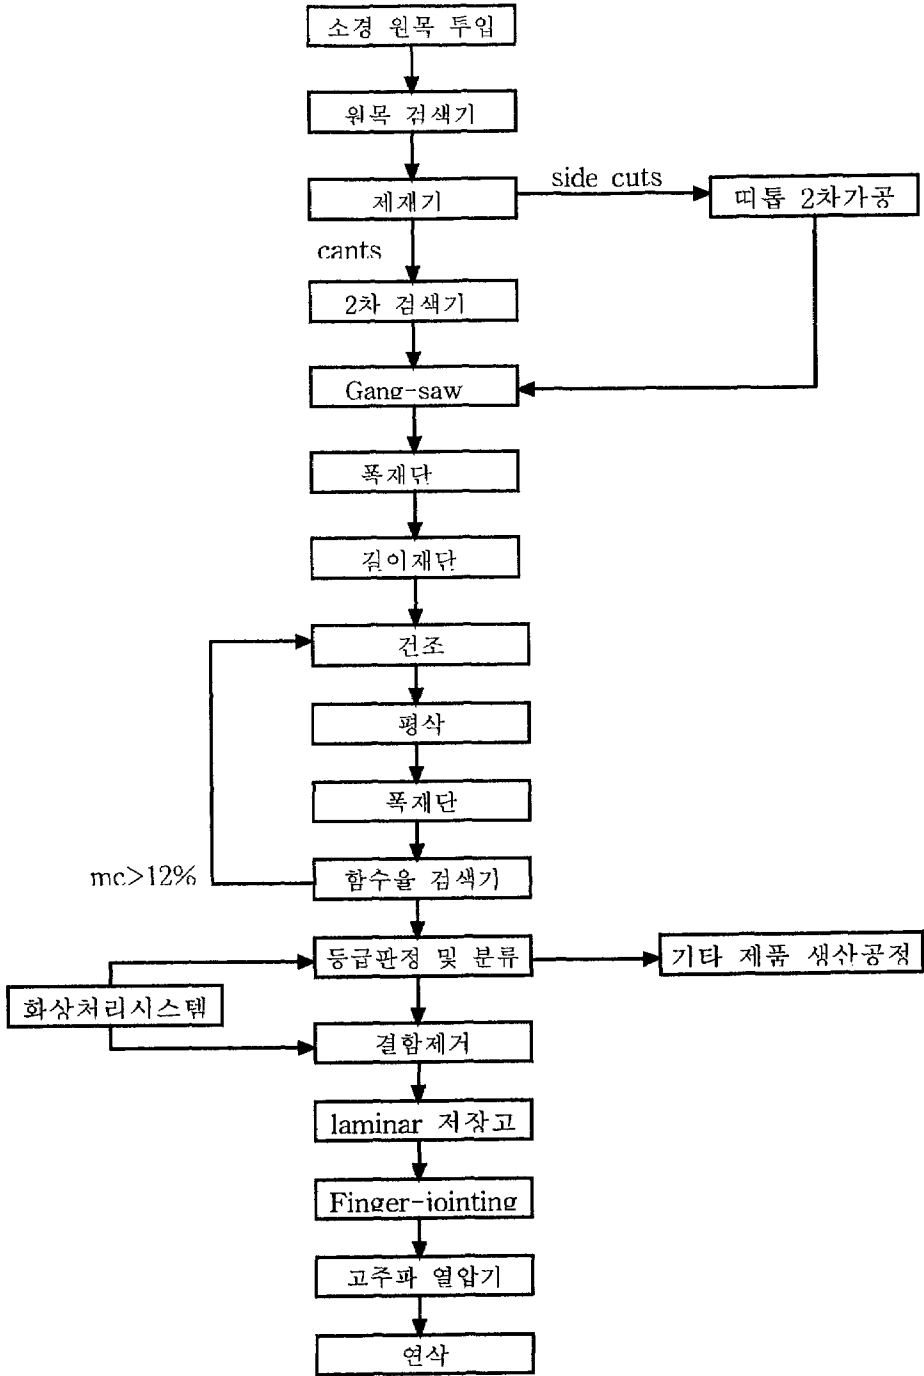 소경 원목 투입
원목 검색기
제재기
side cuts
띠톱 2차가공
cants
2차 검색기
Gang-saw
폭재단
길이재단
건조
평삭
폭재단
mc>12%
함수율 검색기
등급판정 및 분류
기타 제품 생산공정
화상처리시스템
결함제거
laminar 저장고
Finger-jointing
고주파 열압기
연삭